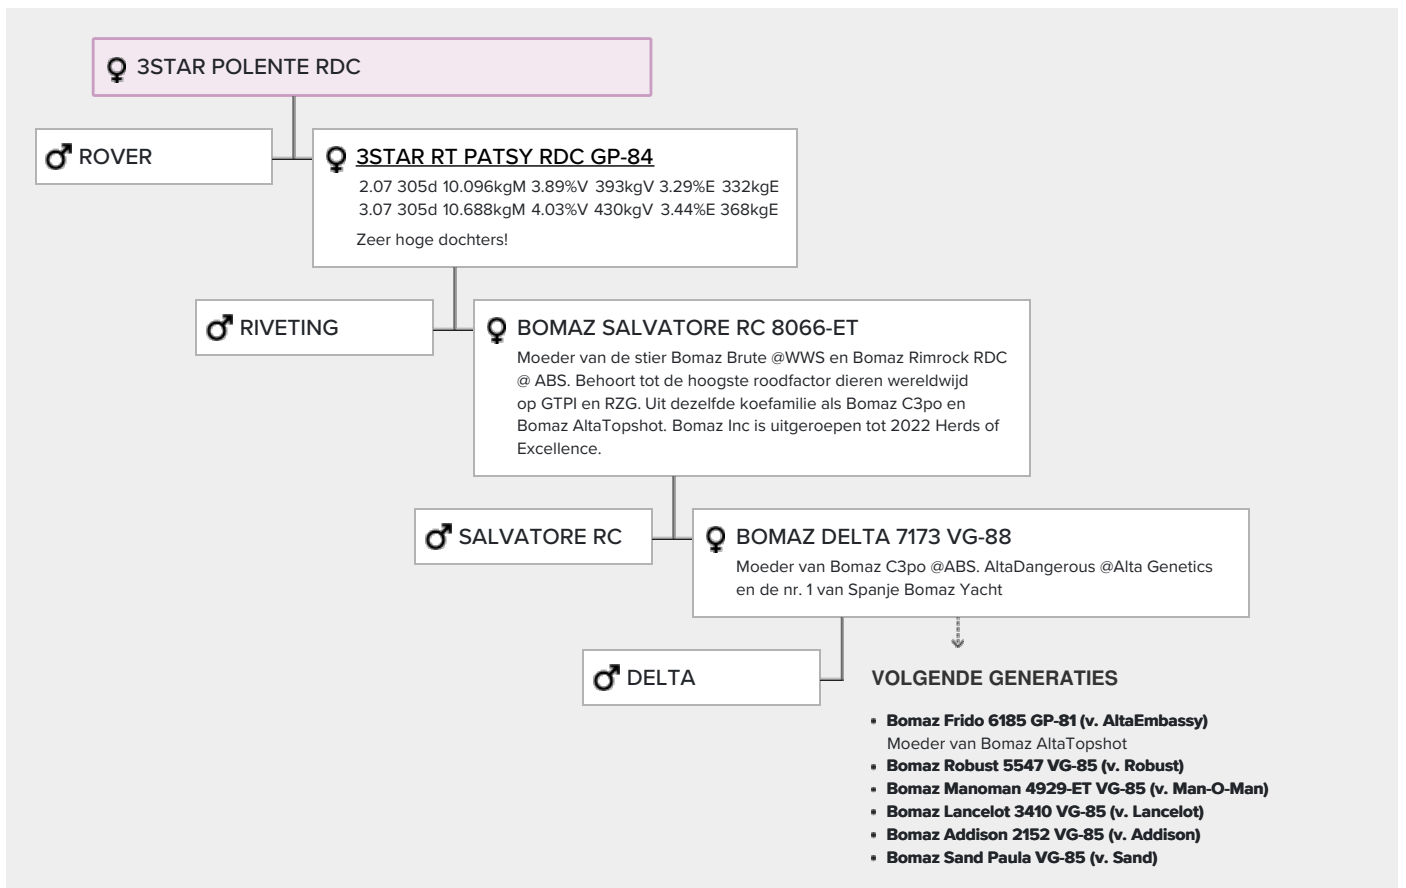 3STAR POLENTE RDC
ROVER
3STAR RT PATSY RDC GP-84
2.07 305d 10.096kgM 3.89%V 393kgV 3.29%E 332kgE
3.07 305d 10.688kgM 4.03%V 430kgV 3.44%E 368kgE
Zeer hoge dochters!
RIVETING
BOMAZ SALVATORE RC 8066-ET
Moeder van de stier Bomaz Brute @WWS en Bomaz Rimrock RDC
@ ABS. Behoort tot de hoogste roodfactor dieren wereldwijd
op GTPI en RZG. Uit dezelfde koefamilie als Bomaz C3po en
Bomaz AltaTopshot. Bomaz Inc is uitgeroepen tot 2022 Herds of
Excellence.
SALVATORE RC
BOMAZ DELTA 7173 VG-88
Moeder van Bomaz C3po @ABS. AltaDangerous @Alta Genetics
en de nr. 1 van Spanje Bomaz Yacht
DELTA
VOLGENDE GENERATIES
• Bomaz Frido 6185 GP-81 (v. AltaEmbassy)
Moeder van Bomaz AltaTopshot
• Bomaz Robust 5547 VG-85 (v. Robust)
• Bomaz Manoman 4929-ET VG-85 (v. Man-O-Man)
• Bomaz Lancelot 3410 VG-85 (v. Lancelot)
• Bomaz Addison 2152 VG-85 (v. Addison)
• Bomaz Sand Paula VG-85 (v. Sand)